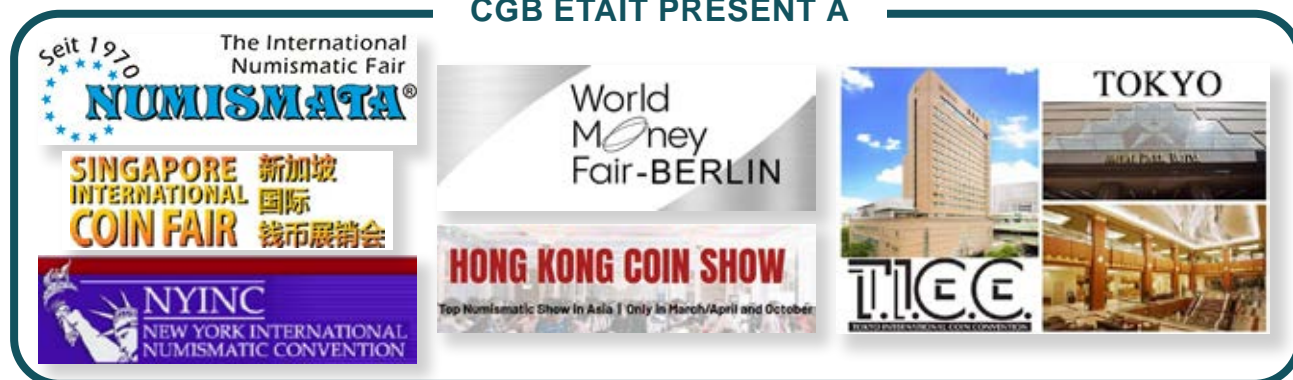 CGB ETAIT PRESENT A
Seit 1970
The International
Numismatic Fair
NUMISMATA®
SINGAPORE 新加坡
INTERNATIONAL 国际
COIN FAIR 钱币展销会
NYINC
NEW YORK INTERNATIONAL
NUMISMATIC CONVENTION
World
Money
Fair-BERLIN
HONG KONG COIN SHOW
Top Numismatic Show in Asia | Only in March/April and October
TOKYO
T.I.C.C.
TOKYO INTERNATIONAL COIN CONVENTION